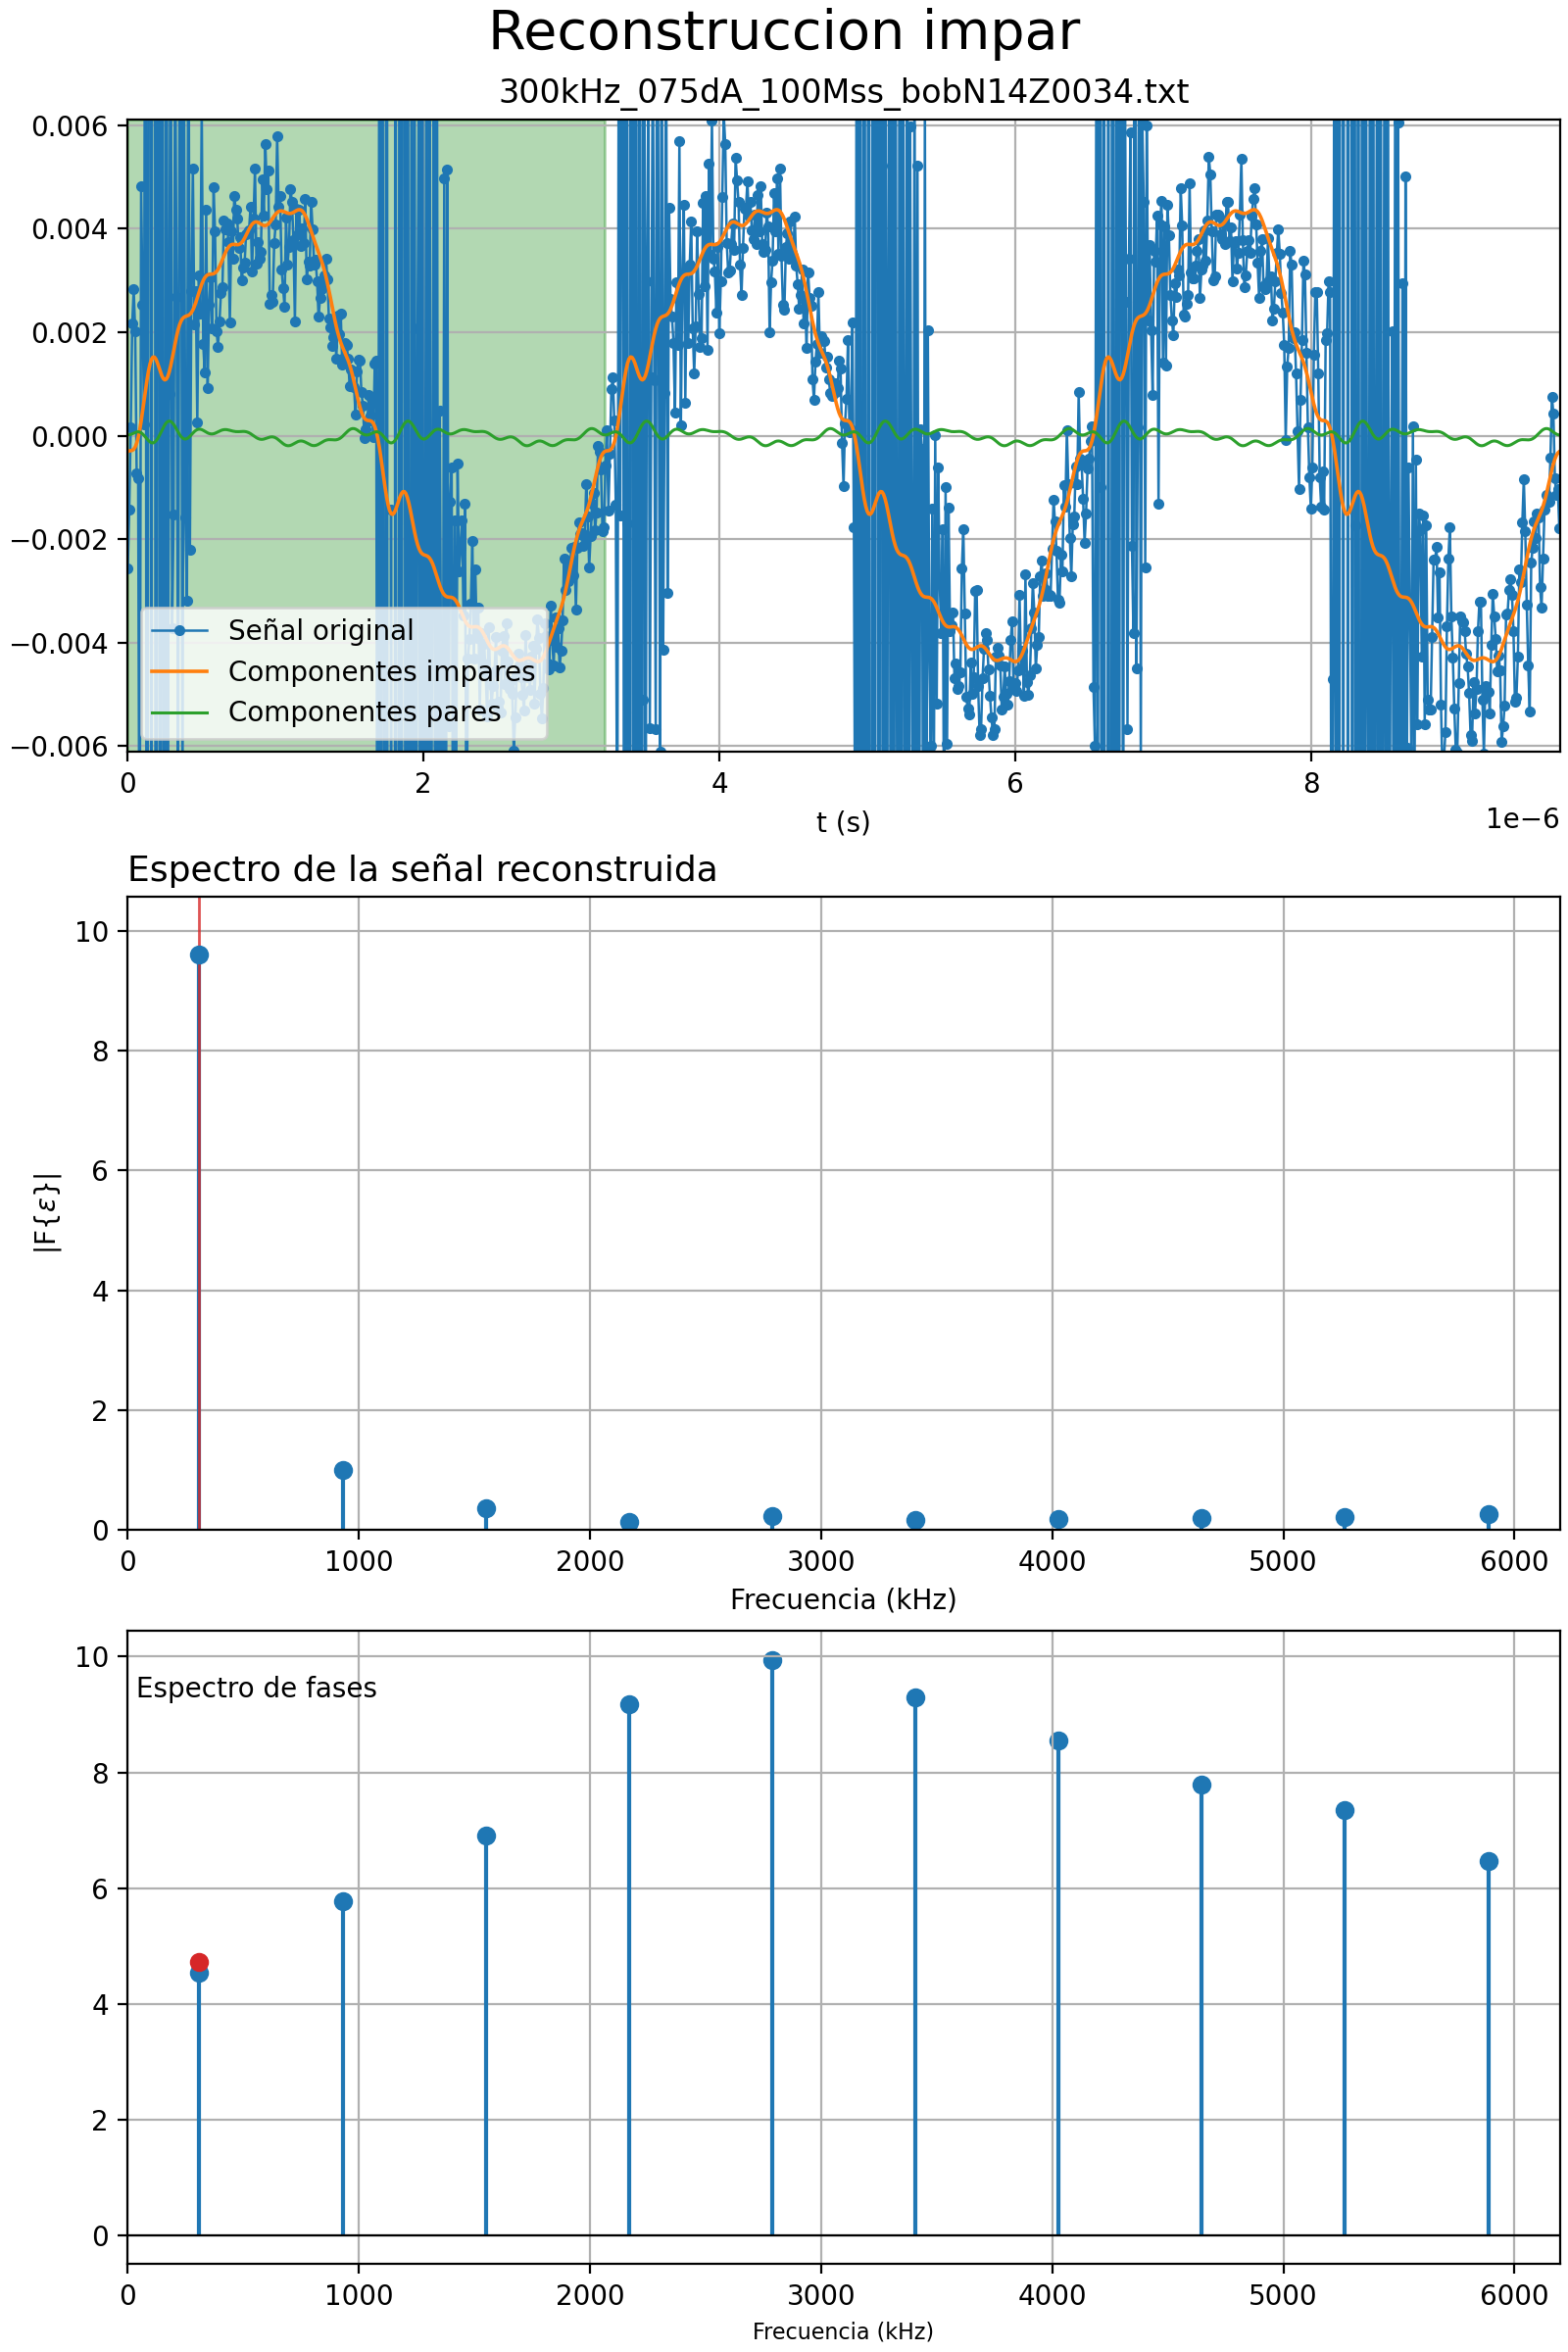 Reconstruccion impar
300kHz_075dA_100Mss_bobN14Z0034.txt
0.006
0.004
0.002
0.000
−0.002
−0.004
−0.006
Señal original
Componentes impares
Componentes pares
0 2 4 6 8
1e−6
t (s)
Espectro de la señal reconstruida
10
8
6
4
2
0
|F{ε}|
0 1000 2000 3000 4000 5000 6000
Frecuencia (kHz)
Espectro de fases
10
8
6
4
2
0
0 1000 2000 3000 4000 5000 6000
Frecuencia (kHz)